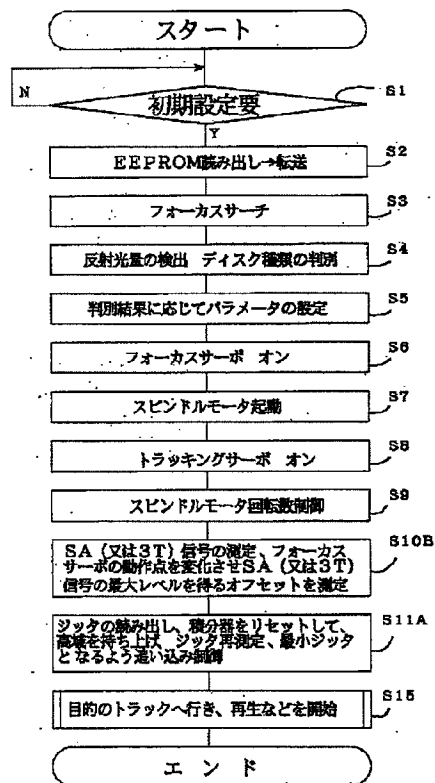 スタート
N
初期設定要
S1
Y
EEPROM読み出し→転送
S2
フォーカスサーチ
S3
反射光量の検出 ディスク種類の判別
S4
判別結果に応じてパラメータの設定
S5
フォーカスサーボ オン
S6
スピンドルモータ起動
S7
トラッキングサーボ オン
S8
スピンドルモータ回転数制御
S9
SA(又は3T)信号の測定、フォーカス
サーボの動作点を変化させSA(又は3T)
信号の最大レベルを得るオフセットを測定
S10B
ジッタの読み出し、積分器をリセットして、
高域を持ち上げ、ジッタ再測定、最小ジッタ
となるよう追い込み制御
S11A
目的のトラックへ行き、再生などを開始
S15
エンド